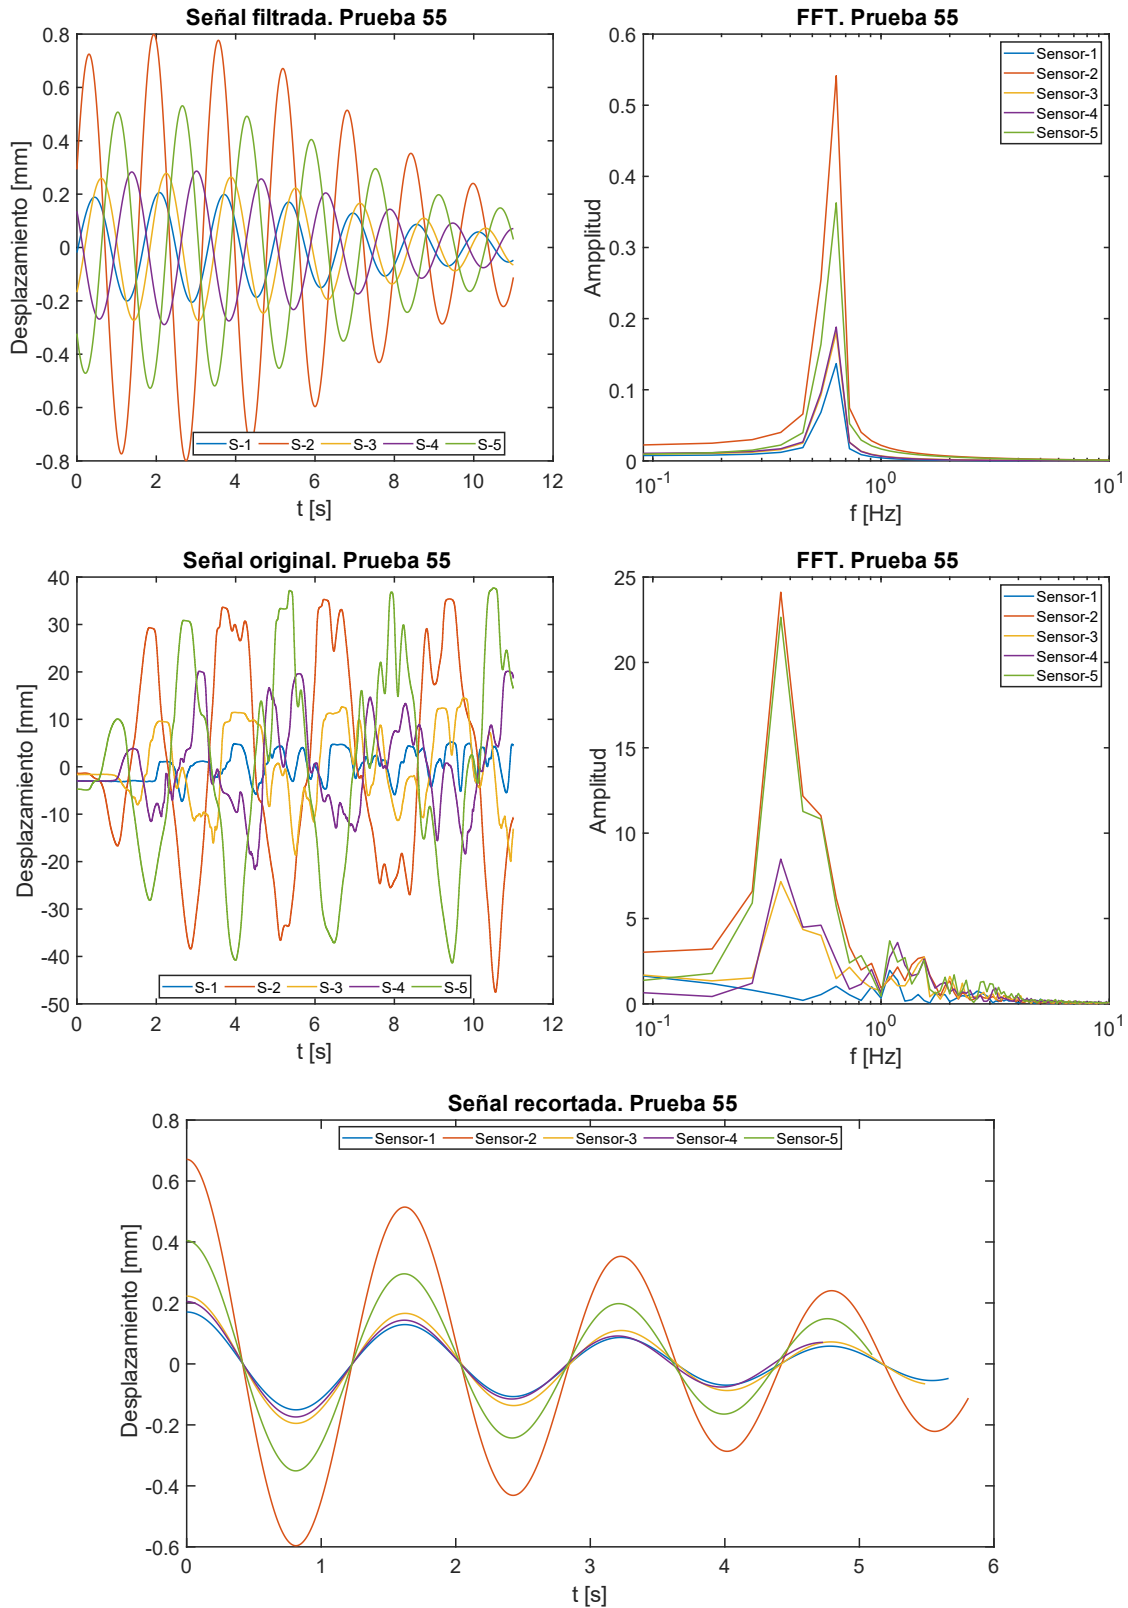 Señal filtrada. Prueba 55
Desplazamiento [mm]
0.8
0.6
0.4
0.2
0
-0.2
-0.4
-0.6
-0.8
0 2 4 6 8 10 12
t [s]
S-1 S-2 S-3 S-4 S-5
FFT. Prueba 55
Ampplitud
0.6
0.5
0.4
0.3
0.2
0.1
0
10-1 100 101
f [Hz]
Sensor-1
Sensor-2
Sensor-3
Sensor-4
Sensor-5
Señal original. Prueba 55
Desplazamiento [mm]
40
30
20
10
0
-10
-20
-30
-40
-50
0 2 4 6 8 10 12
t [s]
S-1 S-2 S-3 S-4 S-5
FFT. Prueba 55
Amplitud
25
20
15
10
5
0
10-1 100 101
f [Hz]
Sensor-1
Sensor-2
Sensor-3
Sensor-4
Sensor-5
Señal recortada. Prueba 55
Desplazamiento [mm]
0.8
0.6
0.4
0.2
0
-0.2
-0.4
-0.6
0 1 2 3 4 5 6
t [s]
Sensor-1 Sensor-2 Sensor-3 Sensor-4 Sensor-5